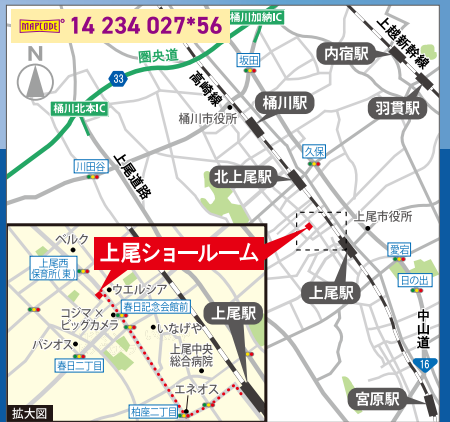 MAPCODE® 14 234 027*56
桶川加納IC
上越新幹線
N
圏央道
坂田
内宿駅
33
高崎線
羽貫駅
桶川北本IC
桶川駅
桶川市役所
久保
上尾道路
川田谷
北上尾駅
上尾市役所
ベルク
上尾ショールーム
愛宕
上尾西
保育所(東)
ウエルシア
日の出
上尾駅
春日記念会館前
上尾駅
コジマ×
ビッグカメラ
いなげや
中山道
パシオス
上尾中央
総合病院
春日二丁目
16
エネオス
宮原駅
拡大図
柏座二丁目